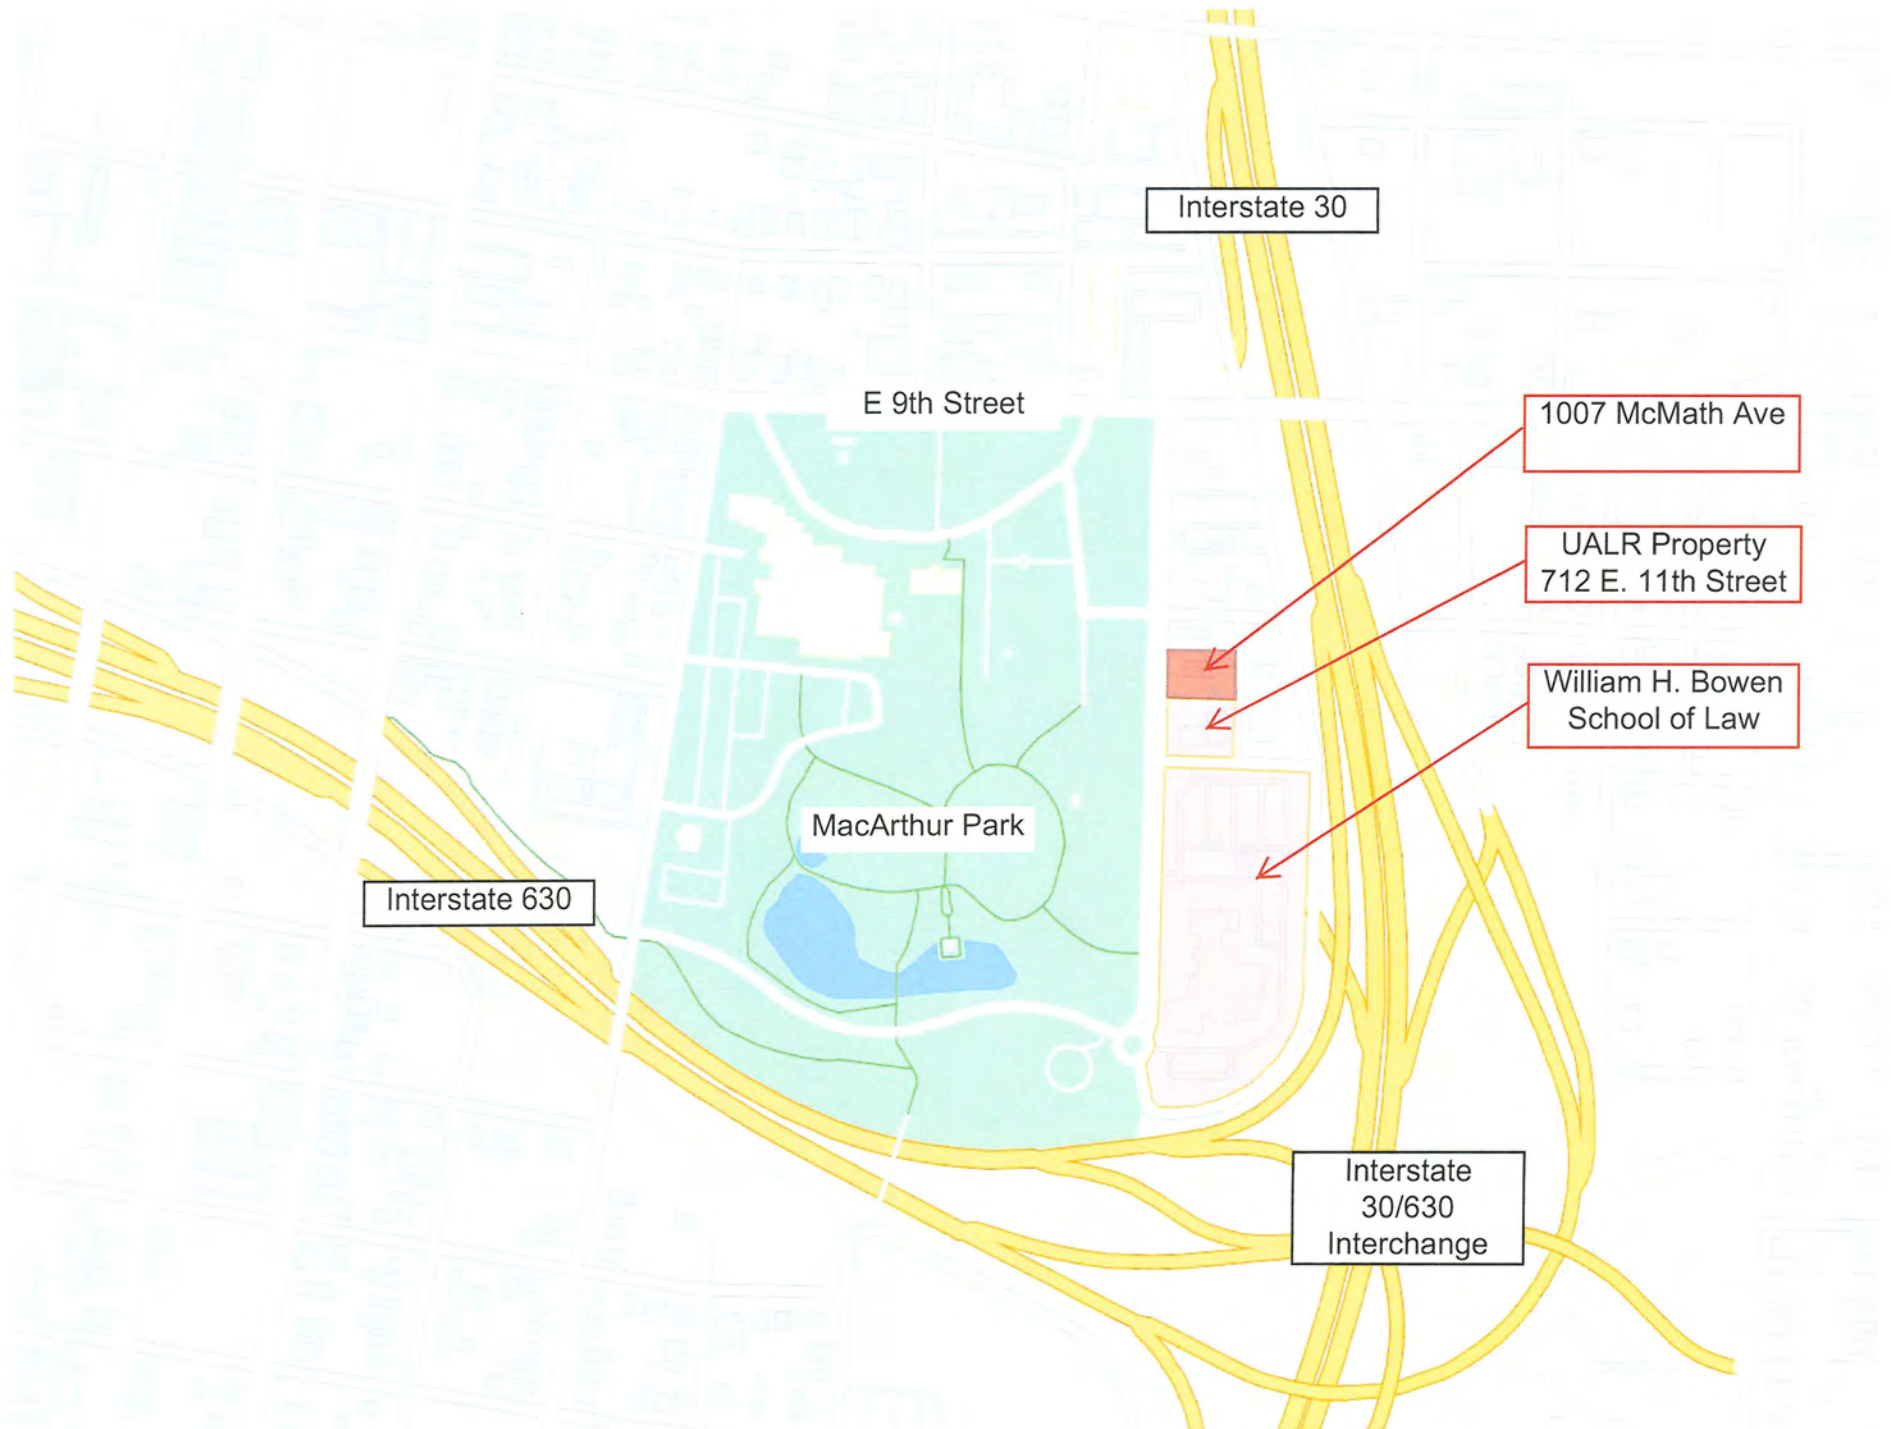 Interstate 30
E 9th Street
1007 McMath Ave
UALR Property
712 E. 11th Street
William H. Bowen
School of Law
MacArthur Park
Interstate 630
Interstate
30/630
Interchange